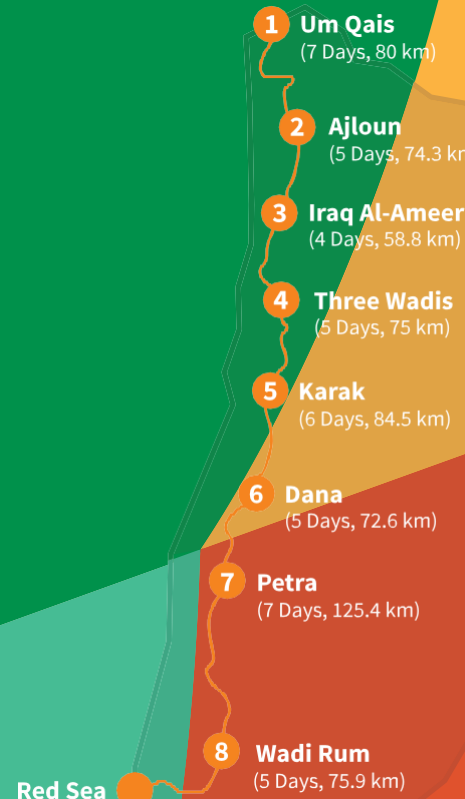 1 Um Qais
(7 Days, 80 km)
2 Ajloun
(5 Days, 74.3 km
3 Iraq Al-Ameer
(4 Days, 58.8 km)
4 Three Wadis
(5 Days, 75 km)
5 Karak
(6 Days, 84.5 km)
6 Dana
(5 Days, 72.6 km)
7 Petra
(7 Days, 125.4 km)
8 Wadi Rum
(5 Days, 75.9 km)
Red Sea